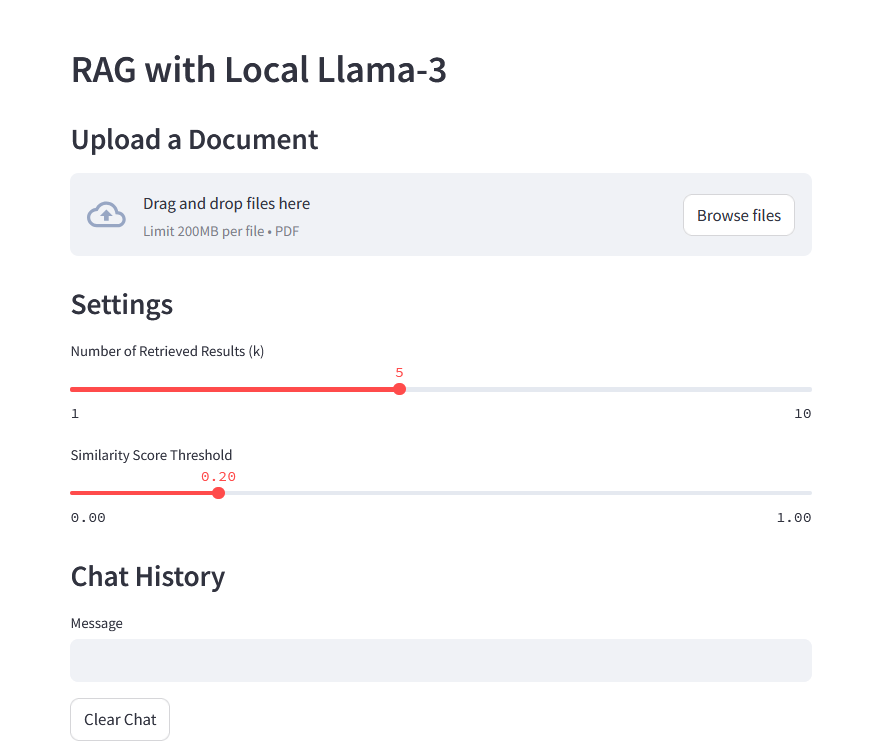 RAG with Local Llama-3
Upload a Document
Drag and drop files here
Limit 200MB per file • PDF
Browse files
Settings
Number of Retrieved Results (k)
5
1 10
Similarity Score Threshold
0.20
0.00 1.00
Chat History
Message
Clear Chat